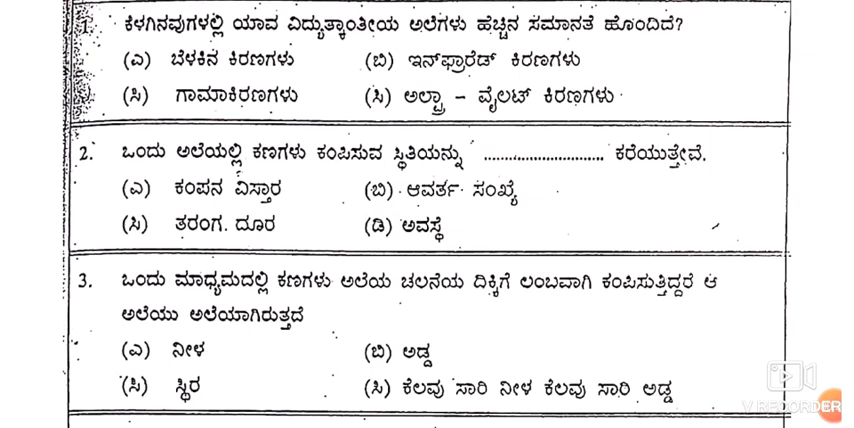 1. ಕೆಳಗಿನವುಗಳಲ್ಲಿ ಯಾವ ವಿದ್ಯುತ್ಕಾಂತೀಯ ಅಲೆಗಳು ಹೆಚ್ಚಿನ ಸಮಾನತೆ ಹೊಂದಿದೆ?
(ಎ) ಬೆಳಕಿನ ಕಿರಣಗಳು (ಬಿ) ಇನ್‌ಫ್ರಾರೆಡ್ ಕಿರಣಗಳು
(ಸಿ) ಗಾಮಾಕಿರಣಗಳು (ಸಿ) ಅಲ್ಟ್ರಾ – ವೈಲಟ್ ಕಿರಣಗಳು
2. ಒಂದು ಅಲೆಯಲ್ಲಿ ಕಣಗಳು ಕಂಪಿಸುವ ಸ್ಥಿತಿಯನ್ನು ............................ ಕರೆಯುತ್ತೇವೆ.
(ಎ) ಕಂಪನ ವಿಸ್ತಾರ (ಬಿ) ಆವರ್ತ ಸಂಖ್ಯೆ
(ಸಿ) ತರಂಗ ದೂರ (ಡಿ) ಅವಸ್ಥೆ
3. ಒಂದು ಮಾಧ್ಯಮದಲ್ಲಿ ಕಣಗಳು ಅಲೆಯ ಚಲನೆಯ ದಿಕ್ಕಿಗೆ ಲಂಬವಾಗಿ ಕಂಪಿಸುತ್ತಿದ್ದರೆ ಆ
ಅಲೆಯು ಅಲೆಯಾಗಿರುತ್ತದೆ
(ಎ) ನೀಳ (ಬಿ) ಅಡ್ಡ
(ಸಿ) ಸ್ಥಿರ (ಸಿ) ಕೆಲವು ಸಾರಿ ನೀಳ ಕೆಲವು ಸಾರಿ ಅಡ್ಡ
V RECORDER